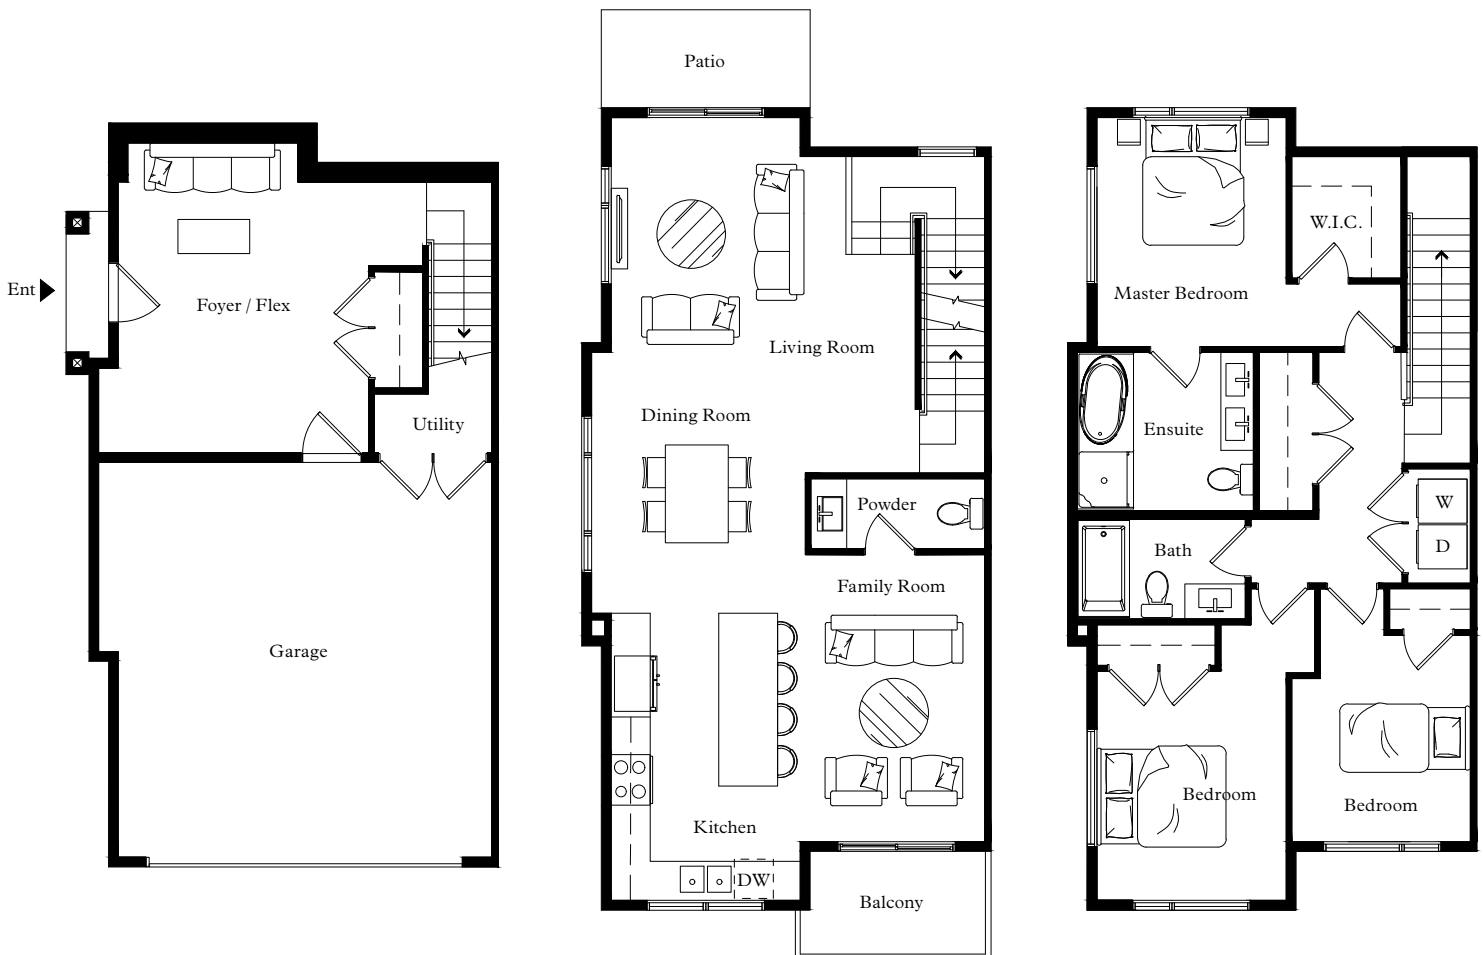 Ent
Foyer / Flex
Utility
Garage
Patio
Living Room
Dining Room
Powder
Family Room
Kitchen
DW
Balcony
W.I.C.
Master Bedroom
Ensuite
W
D
Bath
Bedroom
Bedroom